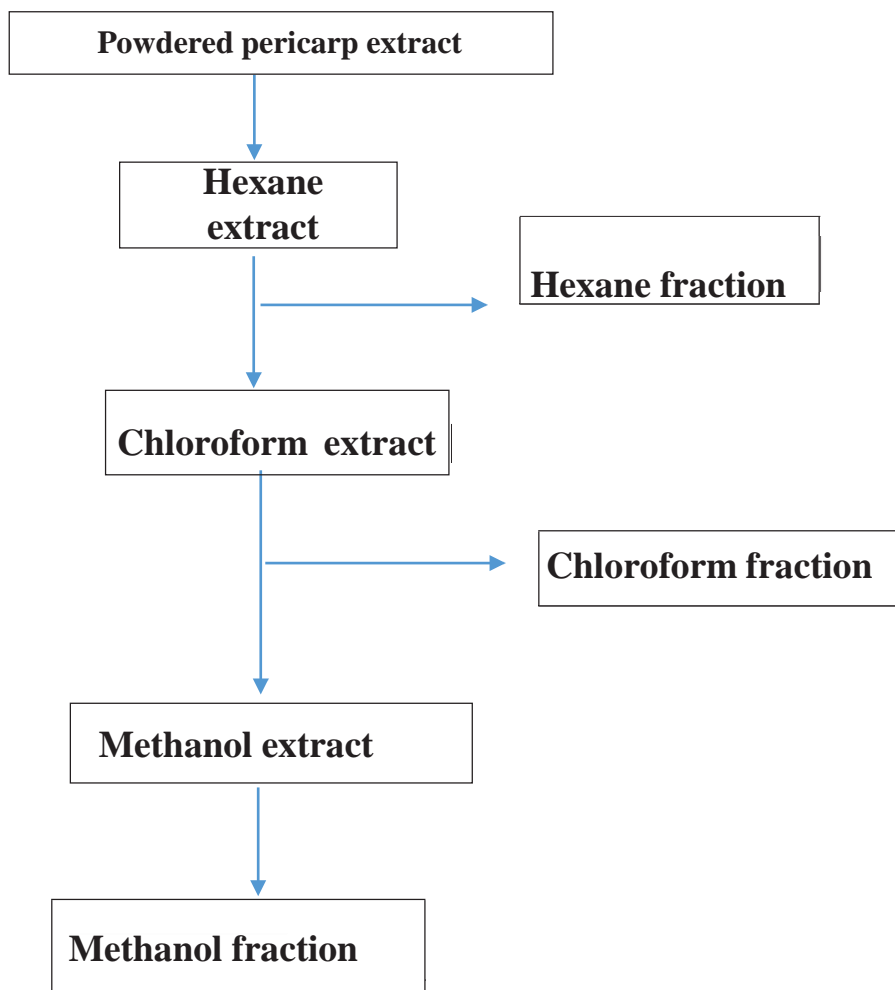 Powdered pericarp extract
Hexane
extract
Hexane fraction
Chloroform extract
Chloroform fraction
Methanol extract
Methanol fraction